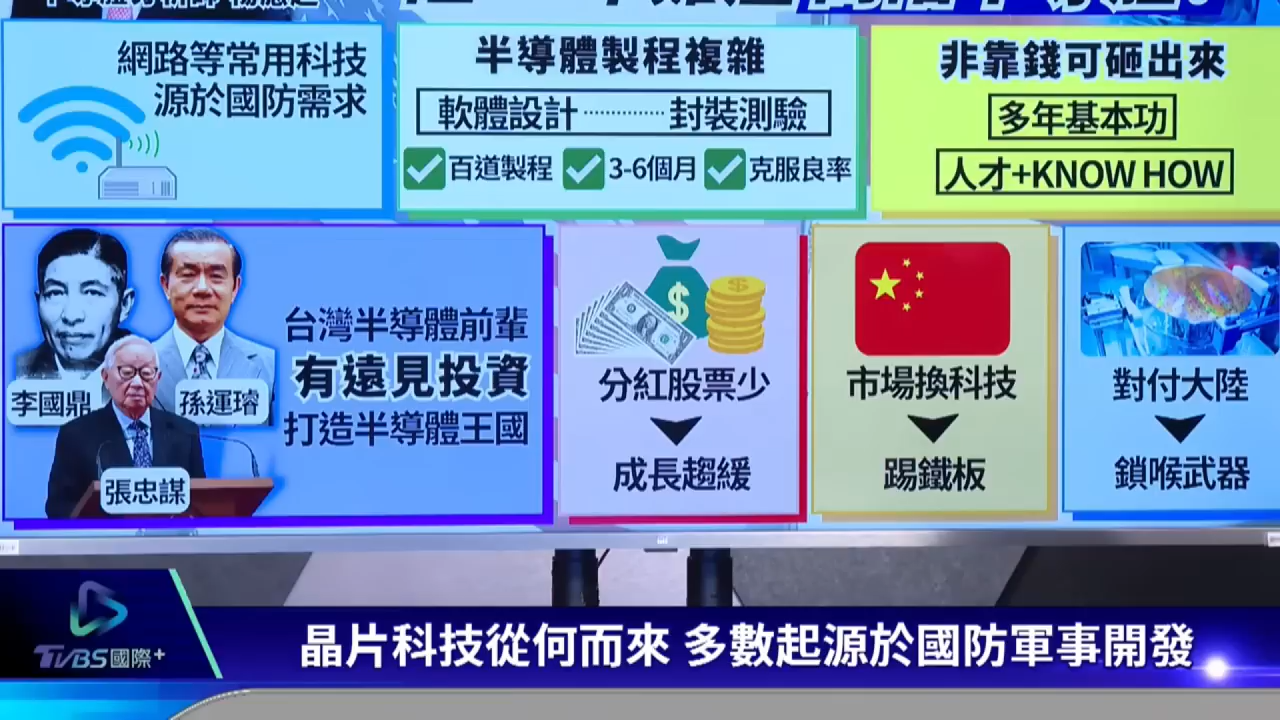 網路等常用科技
源於國防需求
半導體製程複雜
軟體設計 ............... 封裝測驗
百道製程 3-6個月 克服良率
非靠錢可砸出來
多年基本功
人才+KNOW HOW
李國鼎
孫運璿
張忠謀
台灣半導體前輩
有遠見投資
打造半導體王國
分紅股票少
成長趨緩
市場換科技
踢鐵板
對付大陸
鎖喉武器
TVBS國際+
晶片科技從何而來 多數起源於國防軍事開發